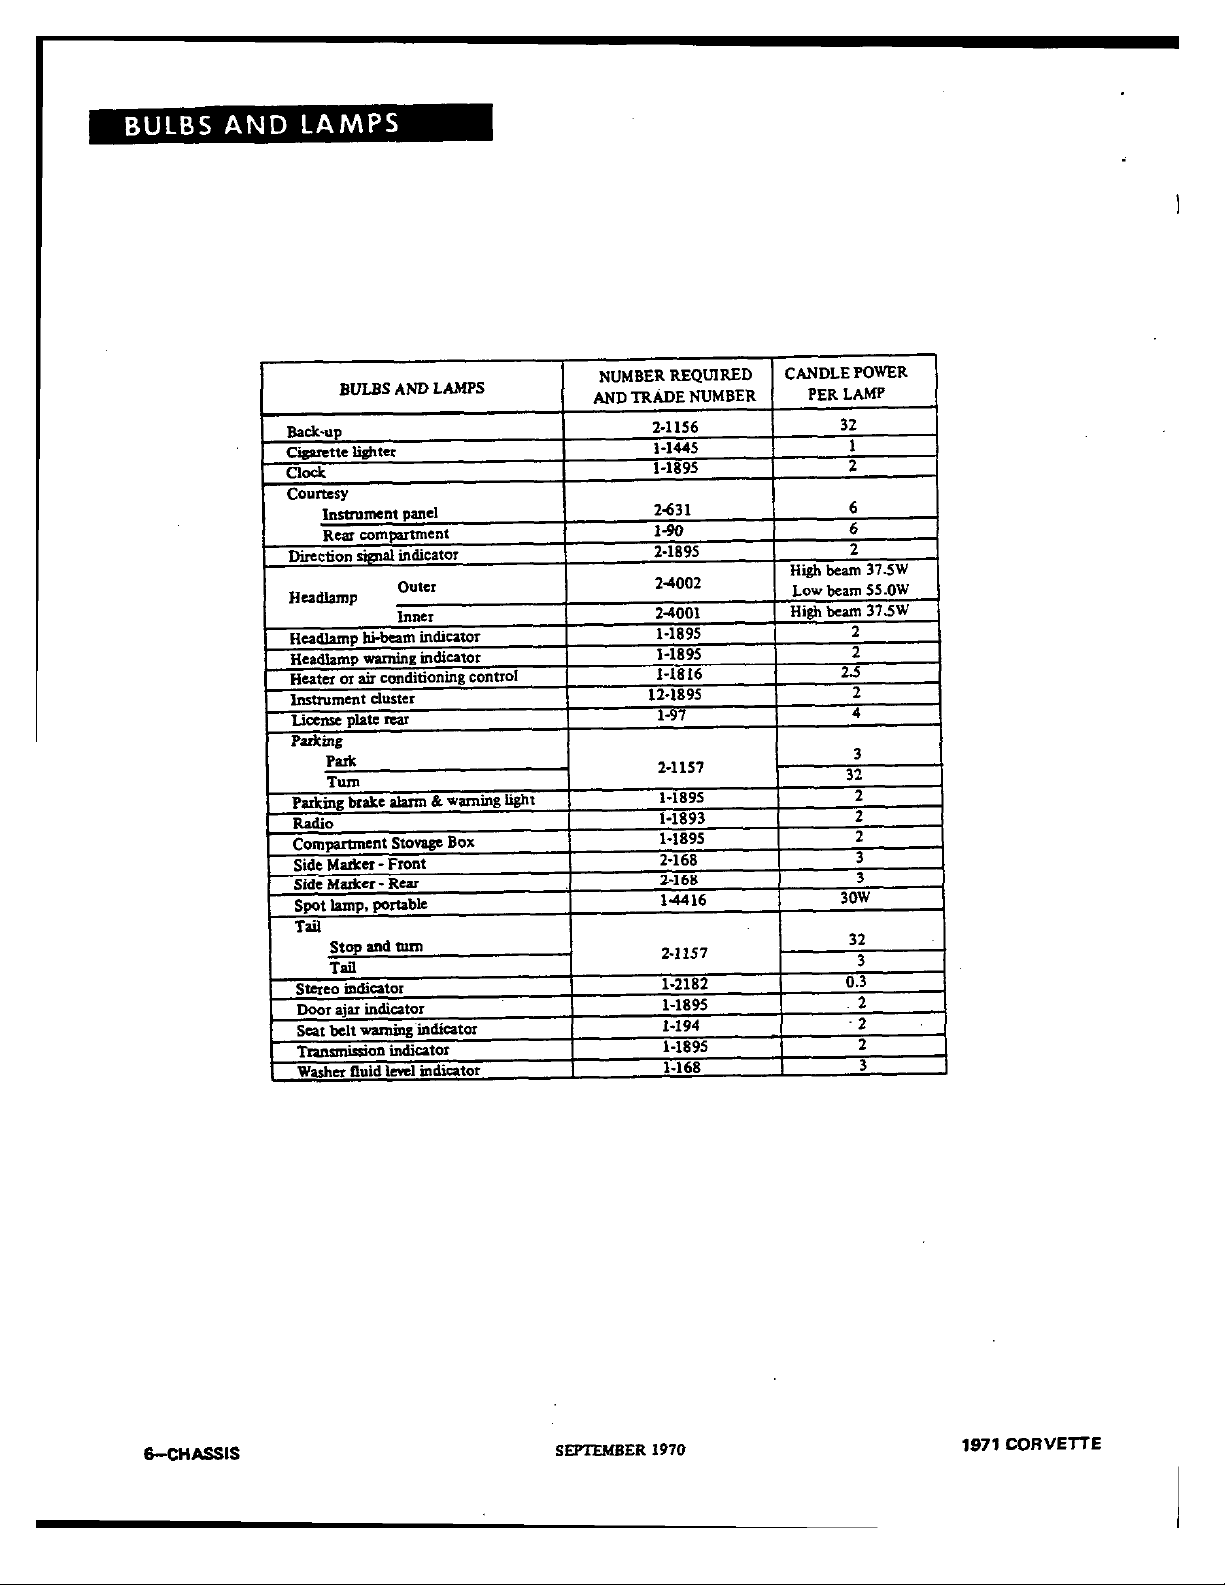 BULBS AND LAMPS
BULBS AND LAMPS NUMBER REQUIRED AND TRADE NUMBER CANDLE POWER PER LAMP
Back-up 2-1156 32
Cigarette lighter 1-1445 1
Clock 1-1895 2
Courtesy
Instrument panel 2-631 6
Rear compartment 1-90 6
Direction signal indicator 2-1895 2
Headlamp Outer 2-4002 High beam 37.5W Low beam 55.0W
Inner 2-4001 High beam 37.5W
Headlamp hi-beam indicator 1-1895 2
Headlamp warning indicator 1-1895 2
Heater or air conditioning control 1-1816 2.5
Instrument cluster 12-1895 2
License plate rear 1-97 4
Parking
Park 2-1157 3
Turn 32
Parking brake alarm & warning light 1-1895 2
Radio 1-1893 2
Compartment Stovage Box 1-1895 2
Side Marker - Front 2-168 3
Side Marker - Rear 2-168 3
Spot lamp, portable 1-4416 30W
Tail
Stop and turn 2-1157 32
Tail 3
Stereo indicator 1-2182 0.3
Door ajar indicator 1-1895 2
Seat belt warning indicator 1-194 2
Transmission indicator 1-1895 2
Washer fluid level indicator 1-168 3
6—CHASSIS SEPTEMBER 1970 1971 CORVETTE